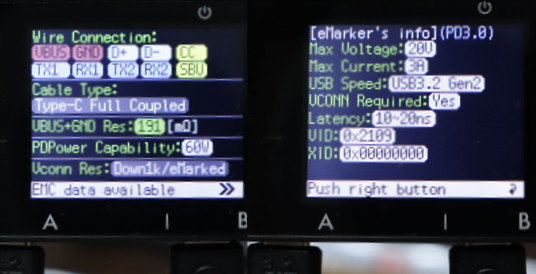 Wire Connection:
VBUS GND D+ D- CC
TX1 RX1 TX2 RX2 SBU
Cable Type:
Type-C Full Coupled
VBUS+GND Res:191[mΩ]
PDPower Capability:60W
Vconn Res:Down1k/eMarked
EMC data available »
A | B
[eMarker's info](PD3.0)
Max Voltage:20V
Max Current:3A
USB Speed:USB3.2 Gen2
VCONN Required:Yes
Latency:10~20ns
VID:0x2109
XID:0x00000000
Push right button
A | B